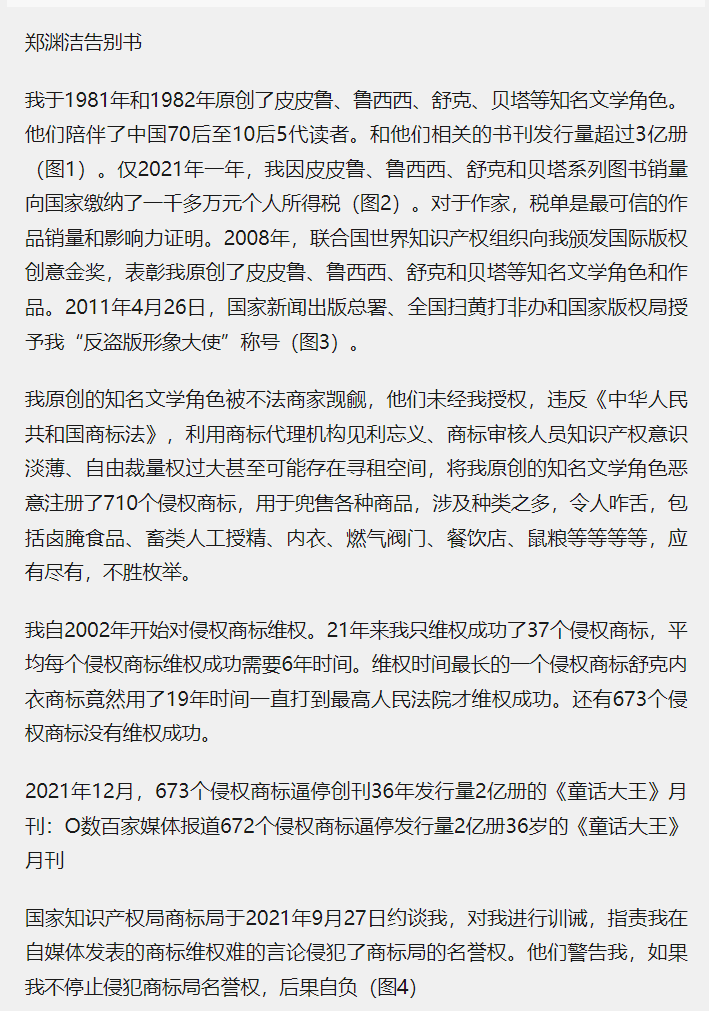 郑渊洁告别书
我于1981年和1982年原创了皮皮鲁、鲁西西、舒克、贝塔等知名文学角色。
他们陪伴了中国70后至10后5代读者。和他们相关的书刊发行量超过3亿册
（图1）。仅2021年一年，我因皮皮鲁、鲁西西、舒克和贝塔系列图书销量
向国家缴纳了一千多万元个人所得税（图2）。对于作家，税单是最可信的作
品销量和影响力证明。2008年，联合国世界知识产权组织向我颁发国际版权
创意金奖，表彰我原创了皮皮鲁、鲁西西、舒克和贝塔等知名文学角色和作
品。2011年4月26日，国家新闻出版总署、全国扫黄打非办和国家版权局授
予我“反盗版形象大使”称号（图3）。
我原创的知名文学角色被不法商家觊觎，他们未经我授权，违反《中华人民
共和国商标法》，利用商标代理机构见利忘义、商标审核人员知识产权意识
淡薄、自由裁量权过大甚至可能存在寻租空间，将我原创的知名文学角色恶
意注册了710个侵权商标，用于兜售各种商品，涉及种类之多，令人咋舌，包
括卤腌食品、畜类人工授精、内衣、燃气阀门、餐饮店、鼠粮等等等等，应
有尽有，不胜枚举。
我自2002年开始对侵权商标维权。21年来我只维权成功了37个侵权商标，平
均每个侵权商标维权成功需要6年时间。维权时间最长的一个侵权商标舒克内
衣商标竟然用了19年时间一直打到最高人民法院才维权成功。还有673个侵
权商标没有维权成功。
2021年12月，673个侵权商标逼停创刊36年发行量2亿册的《童话大王》月
刊：O数百家媒体报道672个侵权商标逼停发行量2亿册36岁的《童话大王》
月刊
国家知识产权局商标局于2021年9月27日约谈我，对我进行训诫，指责我在
自媒体发表的商标维权难的言论侵犯了商标局的名誉权。他们警告我，如果
我不停止侵犯商标局名誉权，后果自负（图4）